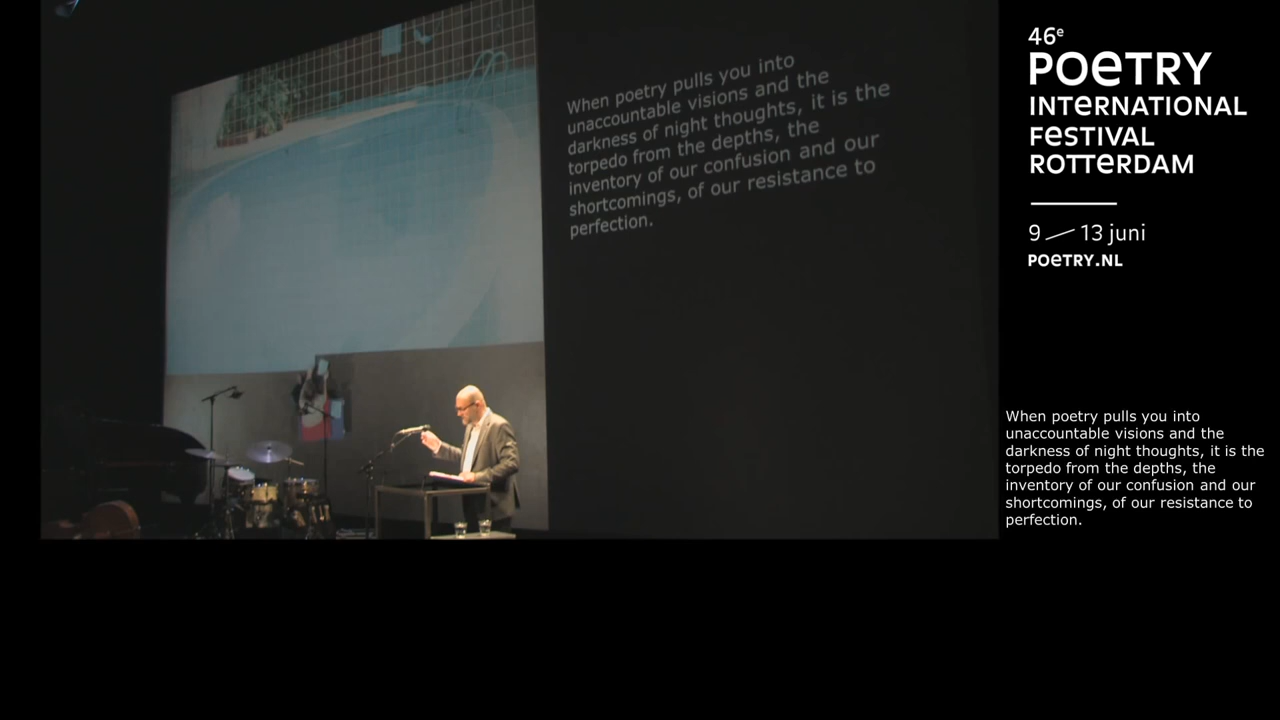 When poetry pulls you into
unaccountable visions and the
darkness of night thoughts, it is the
torpedo from the depths, the
inventory of our confusion and our
shortcomings, of our resistance to
perfection.
46e
POeTRY
INTeRNATIONAL
FeSTIVAL
ROTTeRDAM
9 — 13 juni
POeTRY.NL
When poetry pulls you into
unaccountable visions and the
darkness of night thoughts, it is the
torpedo from the depths, the
inventory of our confusion and our
shortcomings, of our resistance to
perfection.